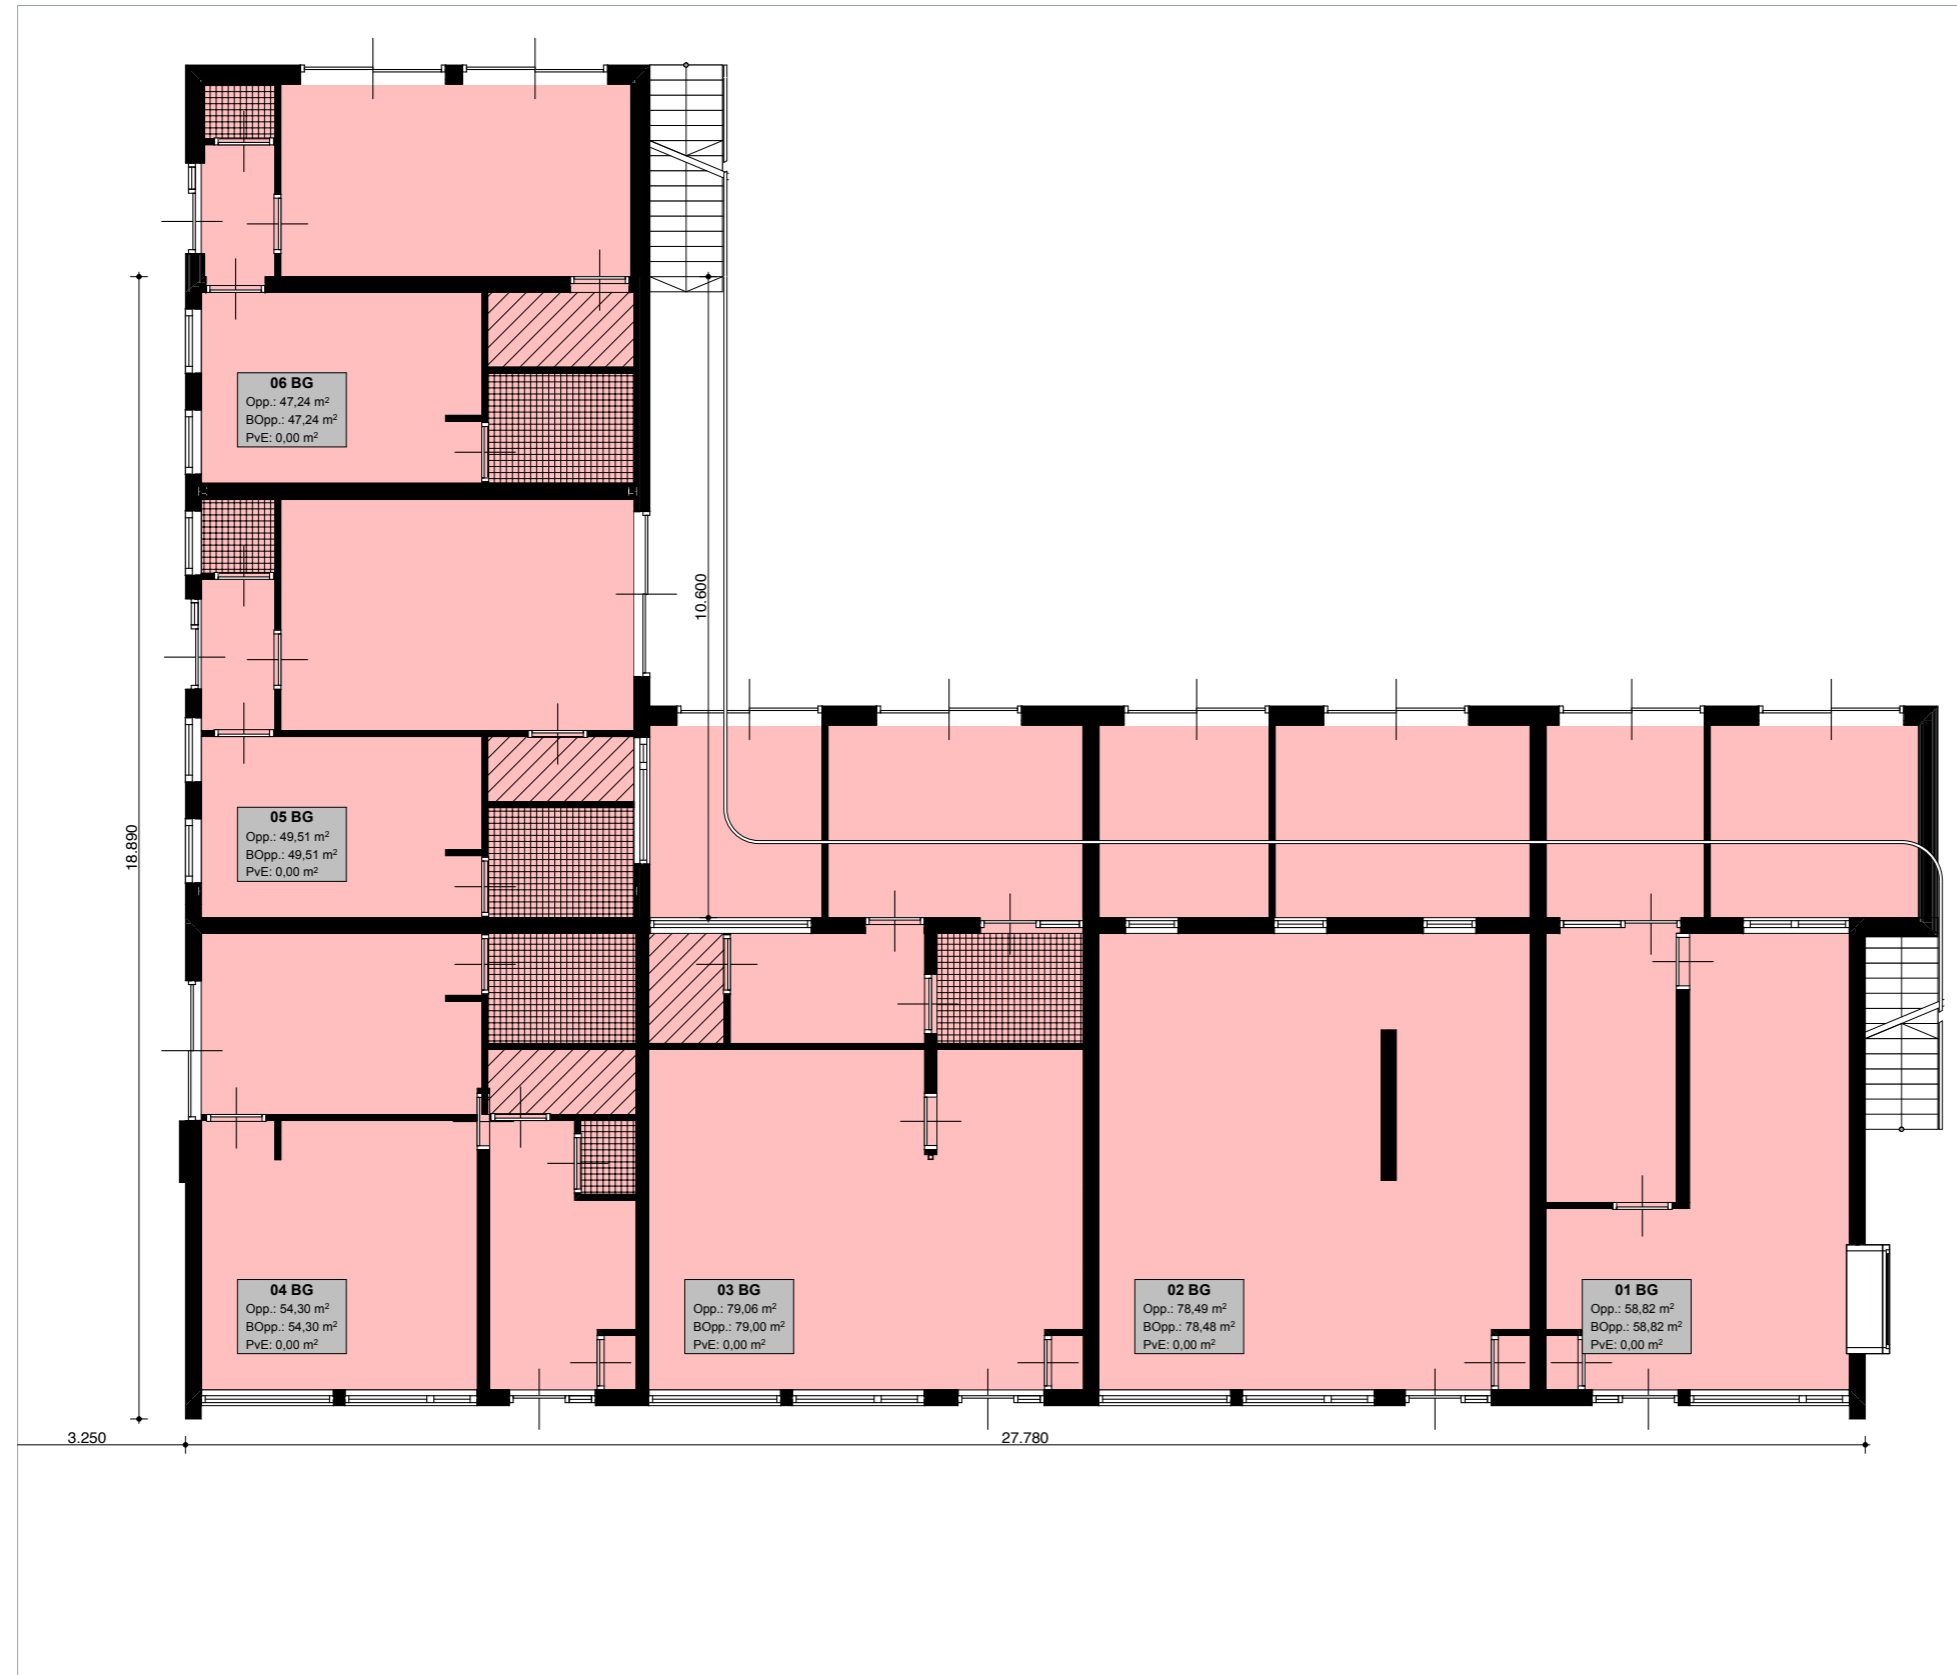 06 BG
Opp.: 47,24 m²
BOpp.: 47,24 m²
PvE: 0,00 m²
10.600
05 BG
Opp.: 49,51 m²
BOpp.: 49,51 m²
PvE: 0,00 m²
18.890
04 BG
Opp.: 54,30 m²
BOpp.: 54,30 m²
PvE: 0,00 m²
03 BG
Opp.: 79,06 m²
BOpp.: 79,00 m²
PvE: 0,00 m²
02 BG
Opp.: 78,49 m²
BOpp.: 78,48 m²
PvE: 0,00 m²
01 BG
Opp.: 58,82 m²
BOpp.: 58,82 m²
PvE: 0,00 m²
3.250
27.780